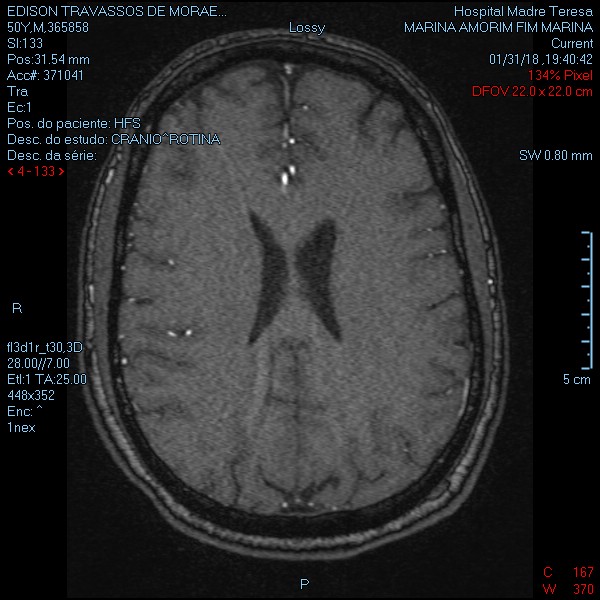 EDISON TRAVASSOS DE MORAE...
50Y,M,365858
Sl:133
Pos:31.54 mm
Acc#: 371041
Tra
Ec:1
Pos. do paciente: HFS
Desc. do estudo: CRANIO^ROTINA
Desc. da série:
< 4 - 133 >
Lossy
Hospital Madre Teresa
MARINA AMORIM FIM MARINA
Current
01/31/18 ,19:40:42
134% Pixel
DFOV 22.0 x 22.0 cm
SW 0.80 mm
R
fl3d1r_t30,3D
28.00//7.00
Etl:1 TA:25.00
448x352
Enc: ^
1nex
5 cm
P
C 167
W 370